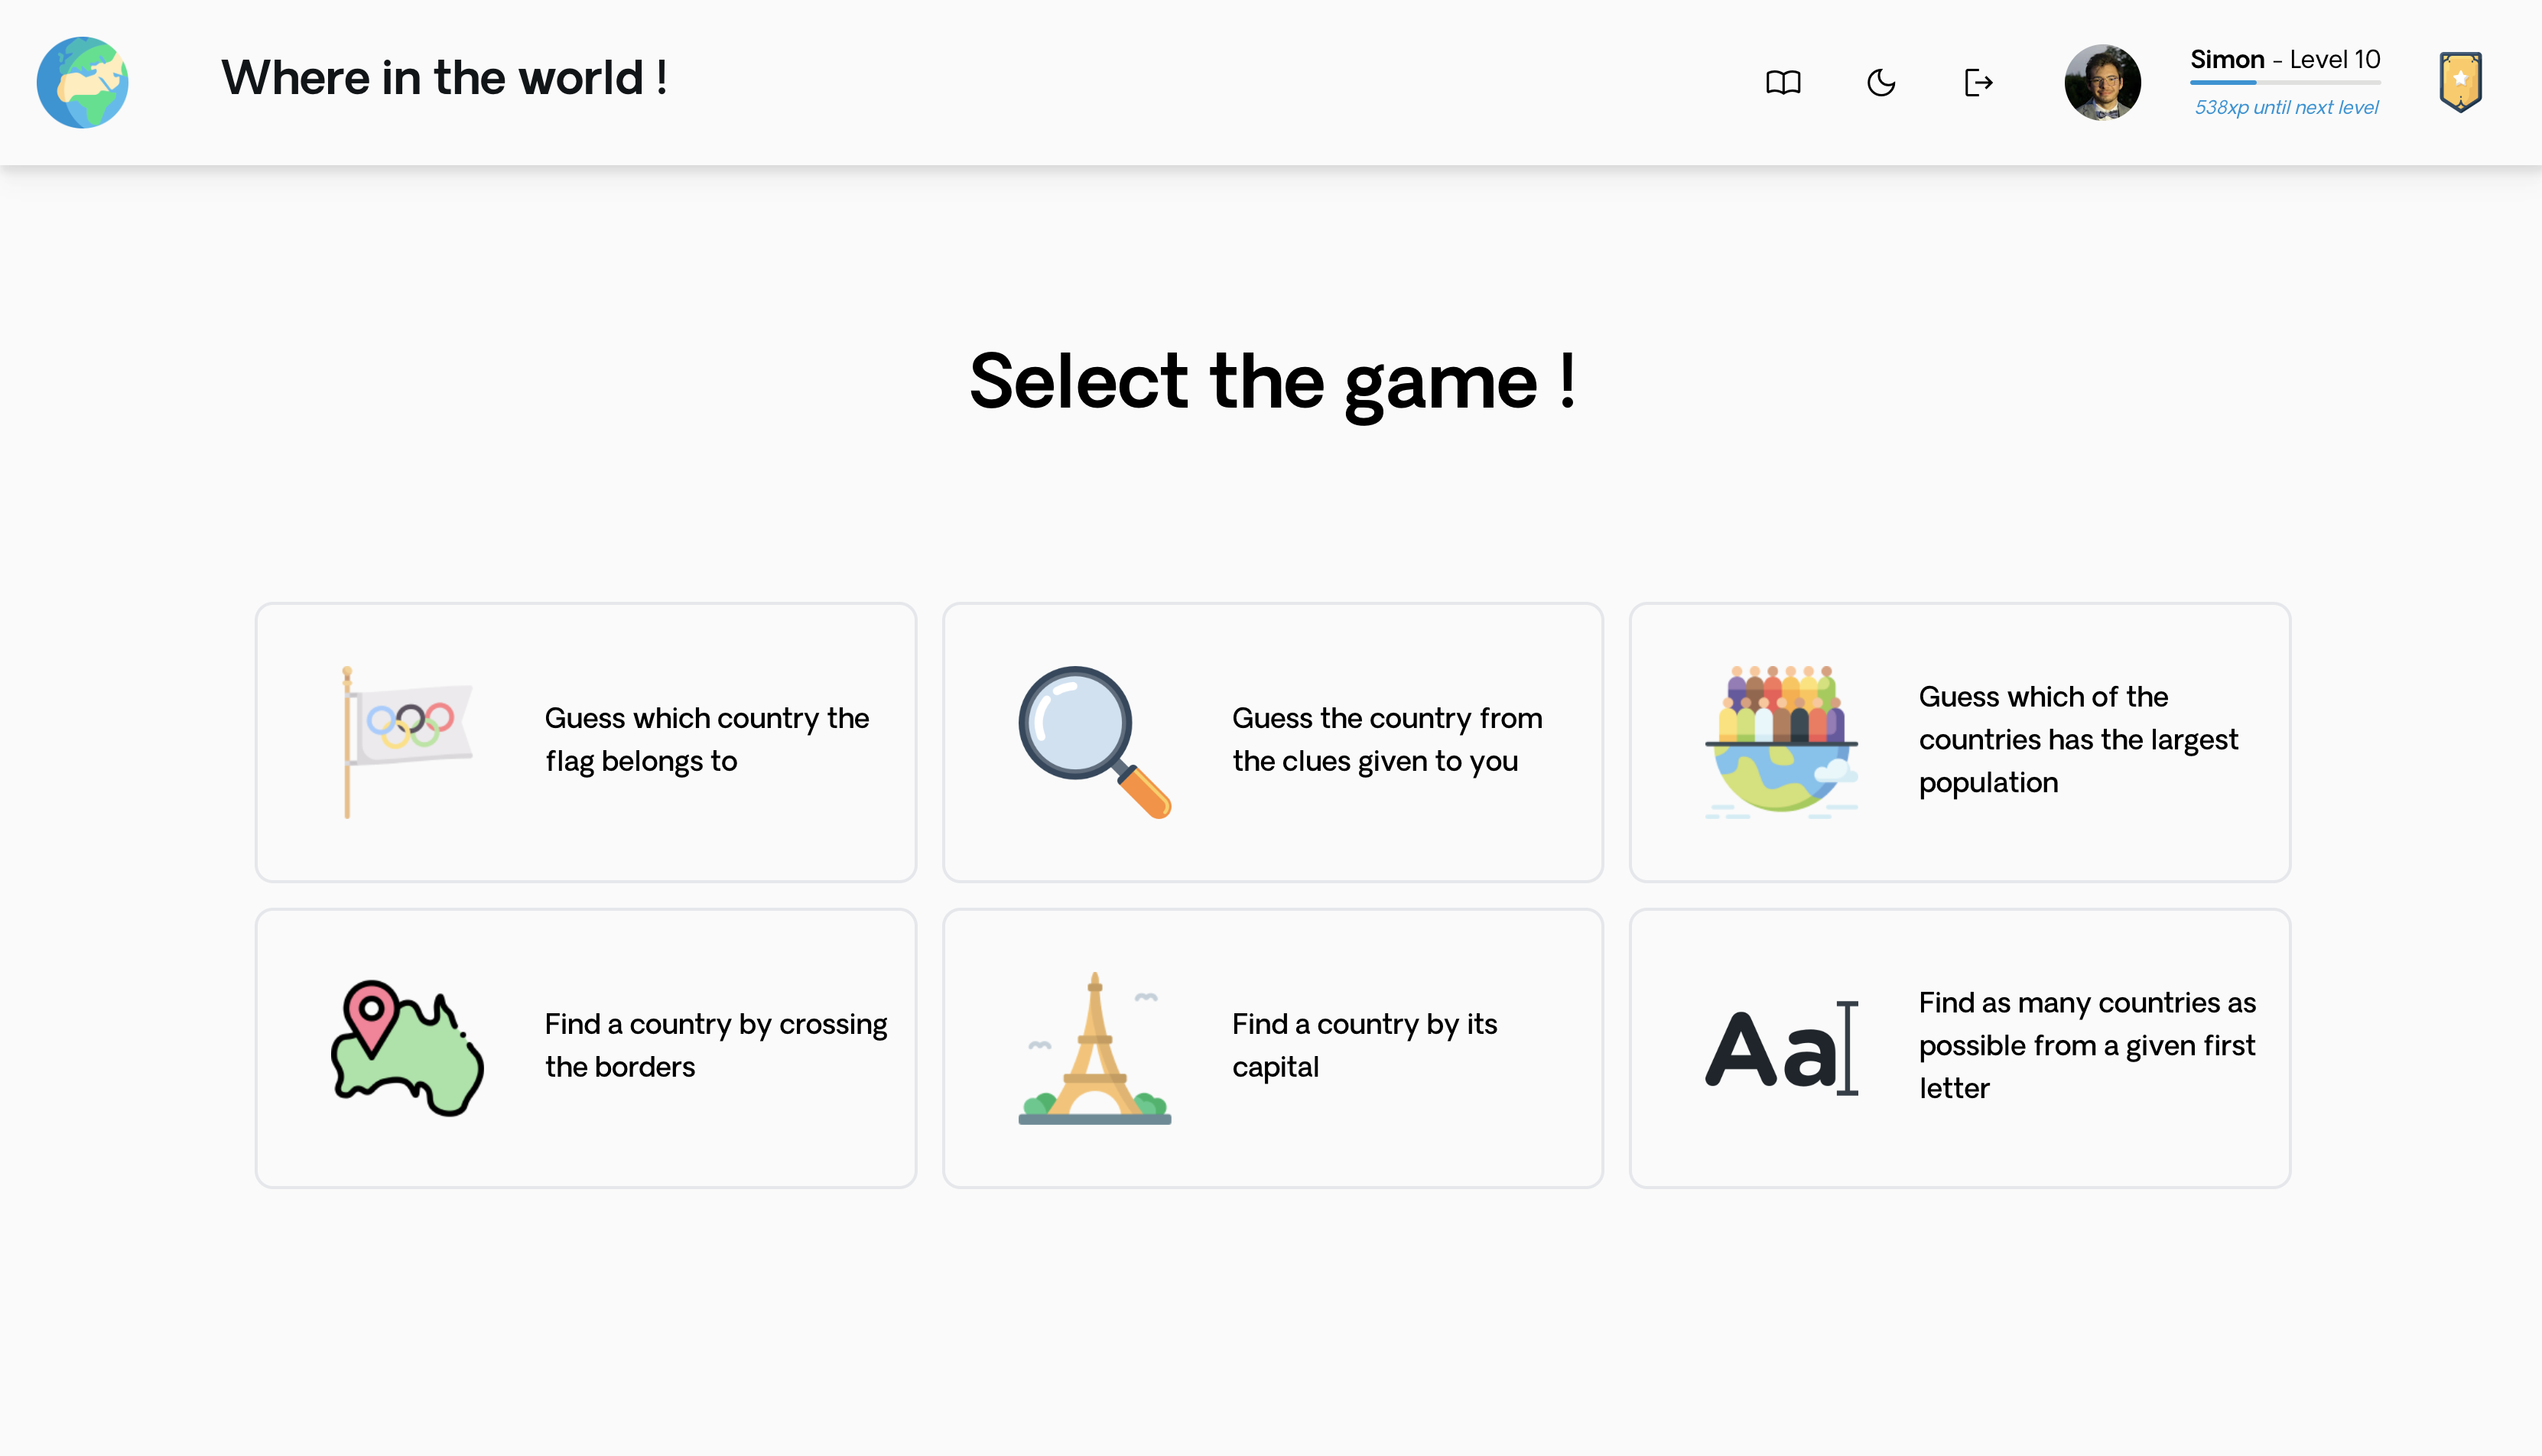 Where in the world !
Simon - Level 10
538xp until next level
Select the game !
Guess which country the
flag belongs to
Guess the country from
the clues given to you
Guess which of the
countries has the largest
population
Find a country by crossing
the borders
Find a country by its
capital
Aa
Find as many countries as
possible from a given first
letter